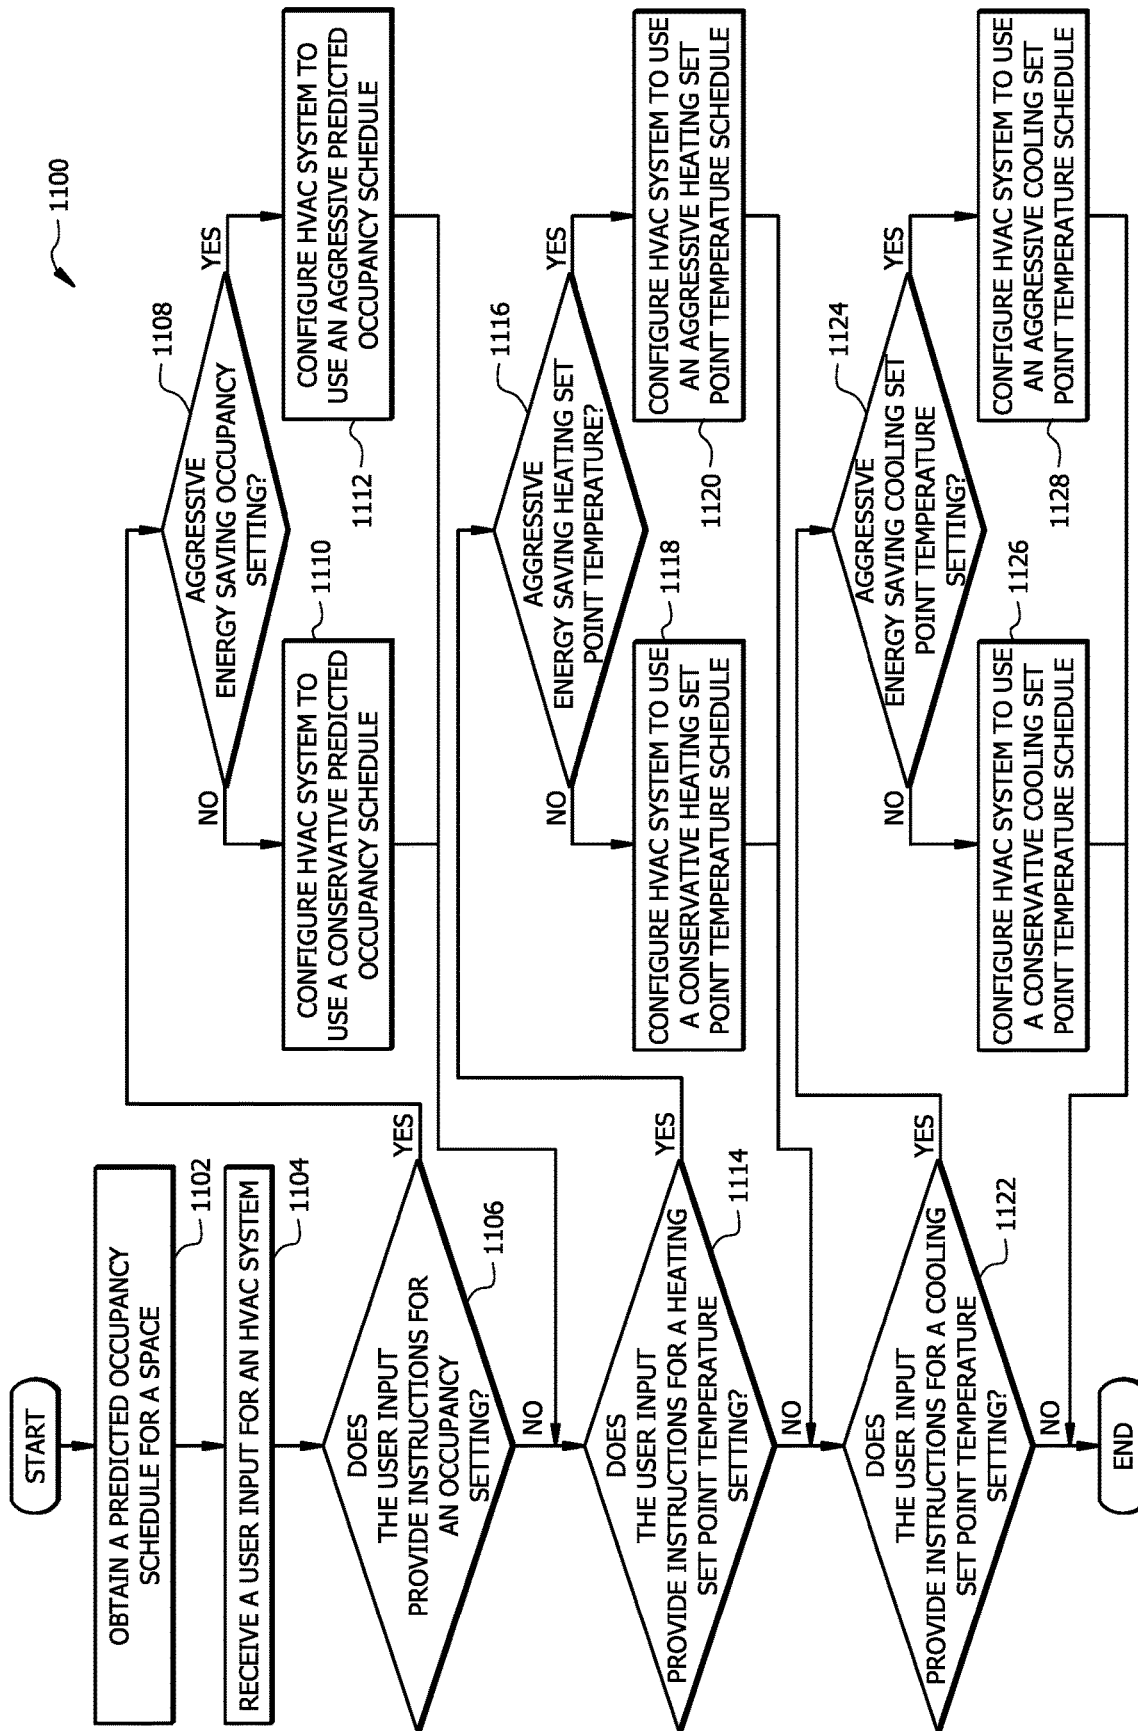 1100
START
OBTAIN A PREDICTED OCCUPANCY
SCHEDULE FOR A SPACE
1102
RECEIVE A USER INPUT FOR AN HVAC SYSTEM
1104
DOES
THE USER INPUT
PROVIDE INSTRUCTIONS FOR
AN OCCUPANCY
SETTING?
1106
YES
NO
AGGRESSIVE
ENERGY SAVING OCCUPANCY
SETTING?
1108
NO
YES
CONFIGURE HVAC SYSTEM TO
USE A CONSERVATIVE PREDICTED
OCCUPANCY SCHEDULE
1110
CONFIGURE HVAC SYSTEM TO
USE AN AGGRESSIVE PREDICTED
OCCUPANCY SCHEDULE
1112
DOES
THE USER INPUT
PROVIDE INSTRUCTIONS FOR A HEATING
SET POINT TEMPERATURE
SETTING?
1114
YES
NO
AGGRESSIVE
ENERGY SAVING HEATING SET
POINT TEMPERATURE?
1116
NO
YES
CONFIGURE HVAC SYSTEM TO USE
A CONSERVATIVE HEATING SET
POINT TEMPERATURE SCHEDULE
1118
CONFIGURE HVAC SYSTEM TO USE
AN AGGRESSIVE HEATING SET
POINT TEMPERATURE SCHEDULE
1120
DOES
THE USER INPUT
PROVIDE INSTRUCTIONS FOR A COOLING
SET POINT TEMPERATURE
SETTING?
1122
YES
NO
AGGRESSIVE
ENERGY SAVING COOLING SET
POINT TEMPERATURE
SETTING?
1124
NO
YES
CONFIGURE HVAC SYSTEM TO USE
A CONSERVATIVE COOLING SET
POINT TEMPERATURE SCHEDULE
1126
CONFIGURE HVAC SYSTEM TO USE
AN AGGRESSIVE COOLING SET
POINT TEMPERATURE SCHEDULE
1128
END